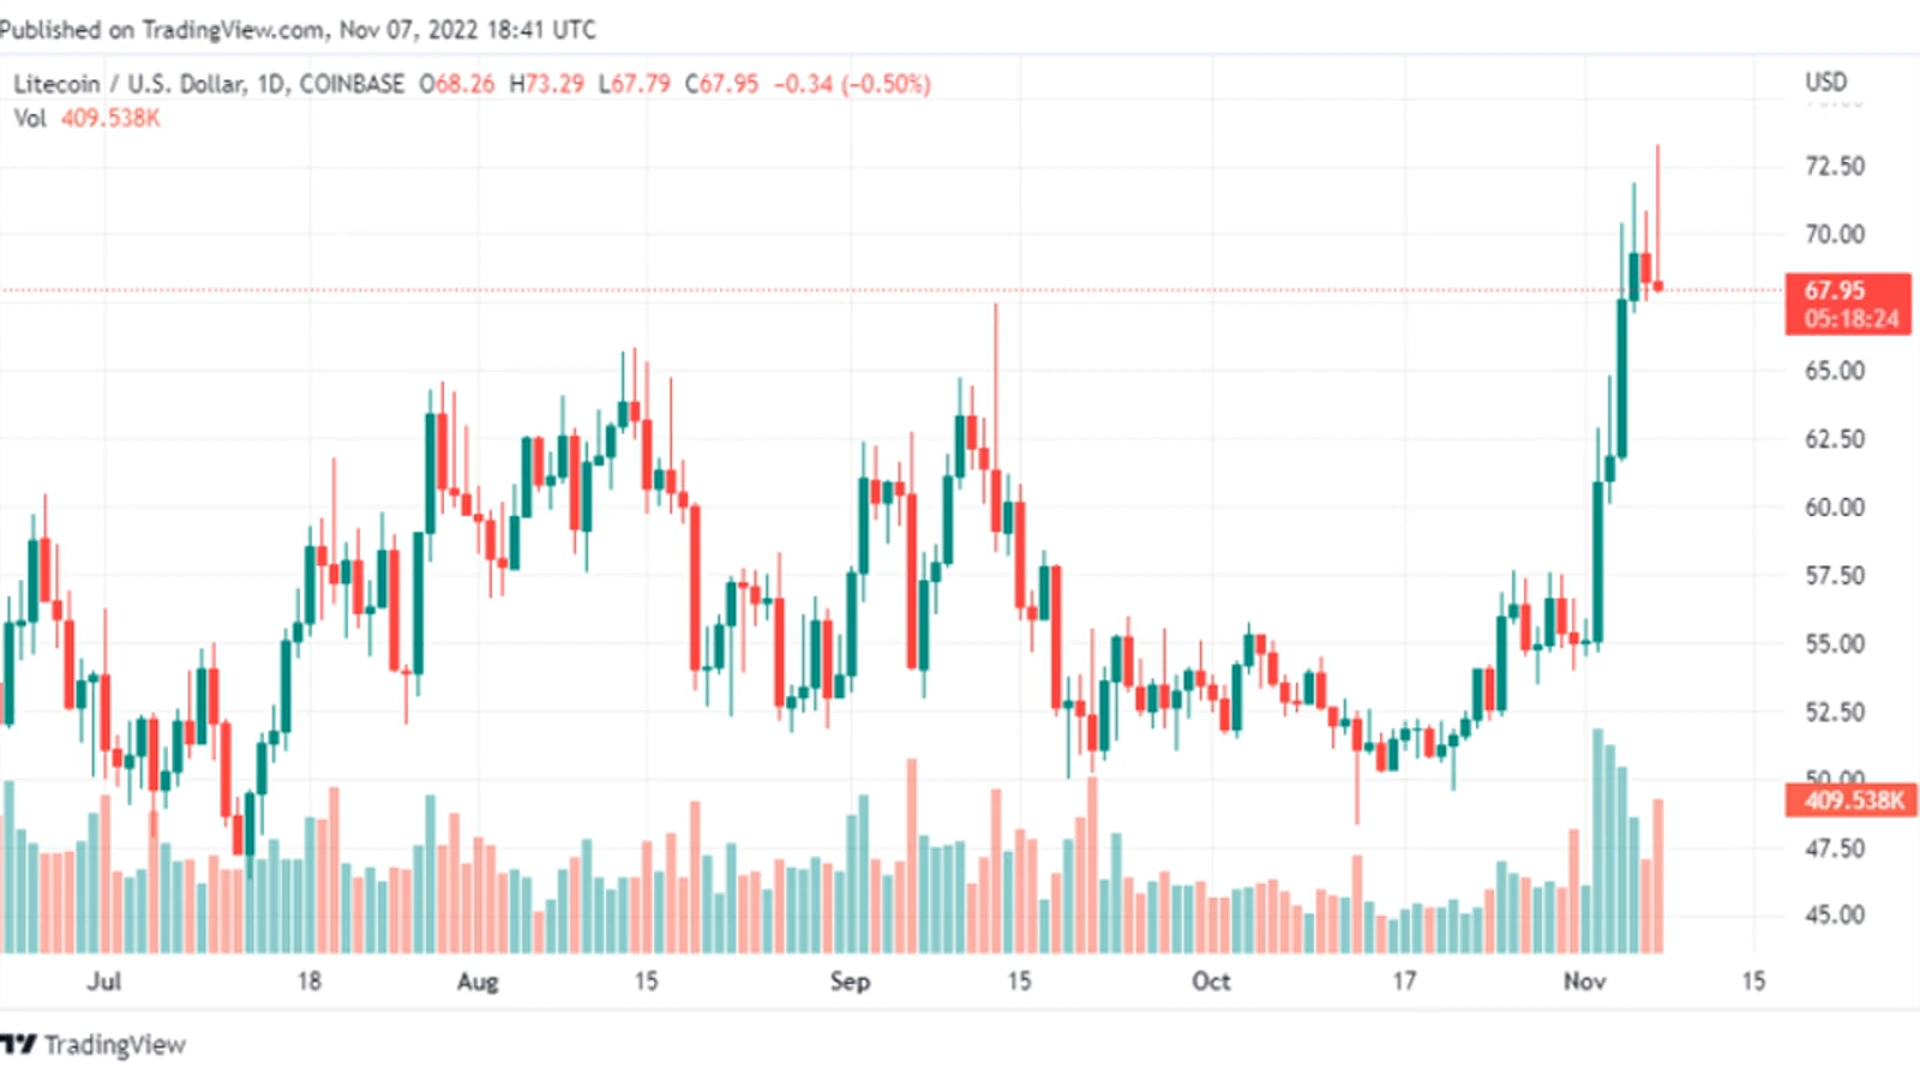 Published on TradingView.com, Nov 07, 2022 18:41 UTC
Litecoin / U.S. Dollar, 1D, COINBASE O68.26 H73.29 L67.79 C67.95 −0.34 (−0.50%)
USD
Vol 409.538K
72.50
70.00
67.95
05:18:24
65.00
62.50
60.00
57.50
55.00
52.50
50.00
409.538K
47.50
45.00
Jul 18 Aug 15 Sep 15 Oct 17 Nov 15
TradingView